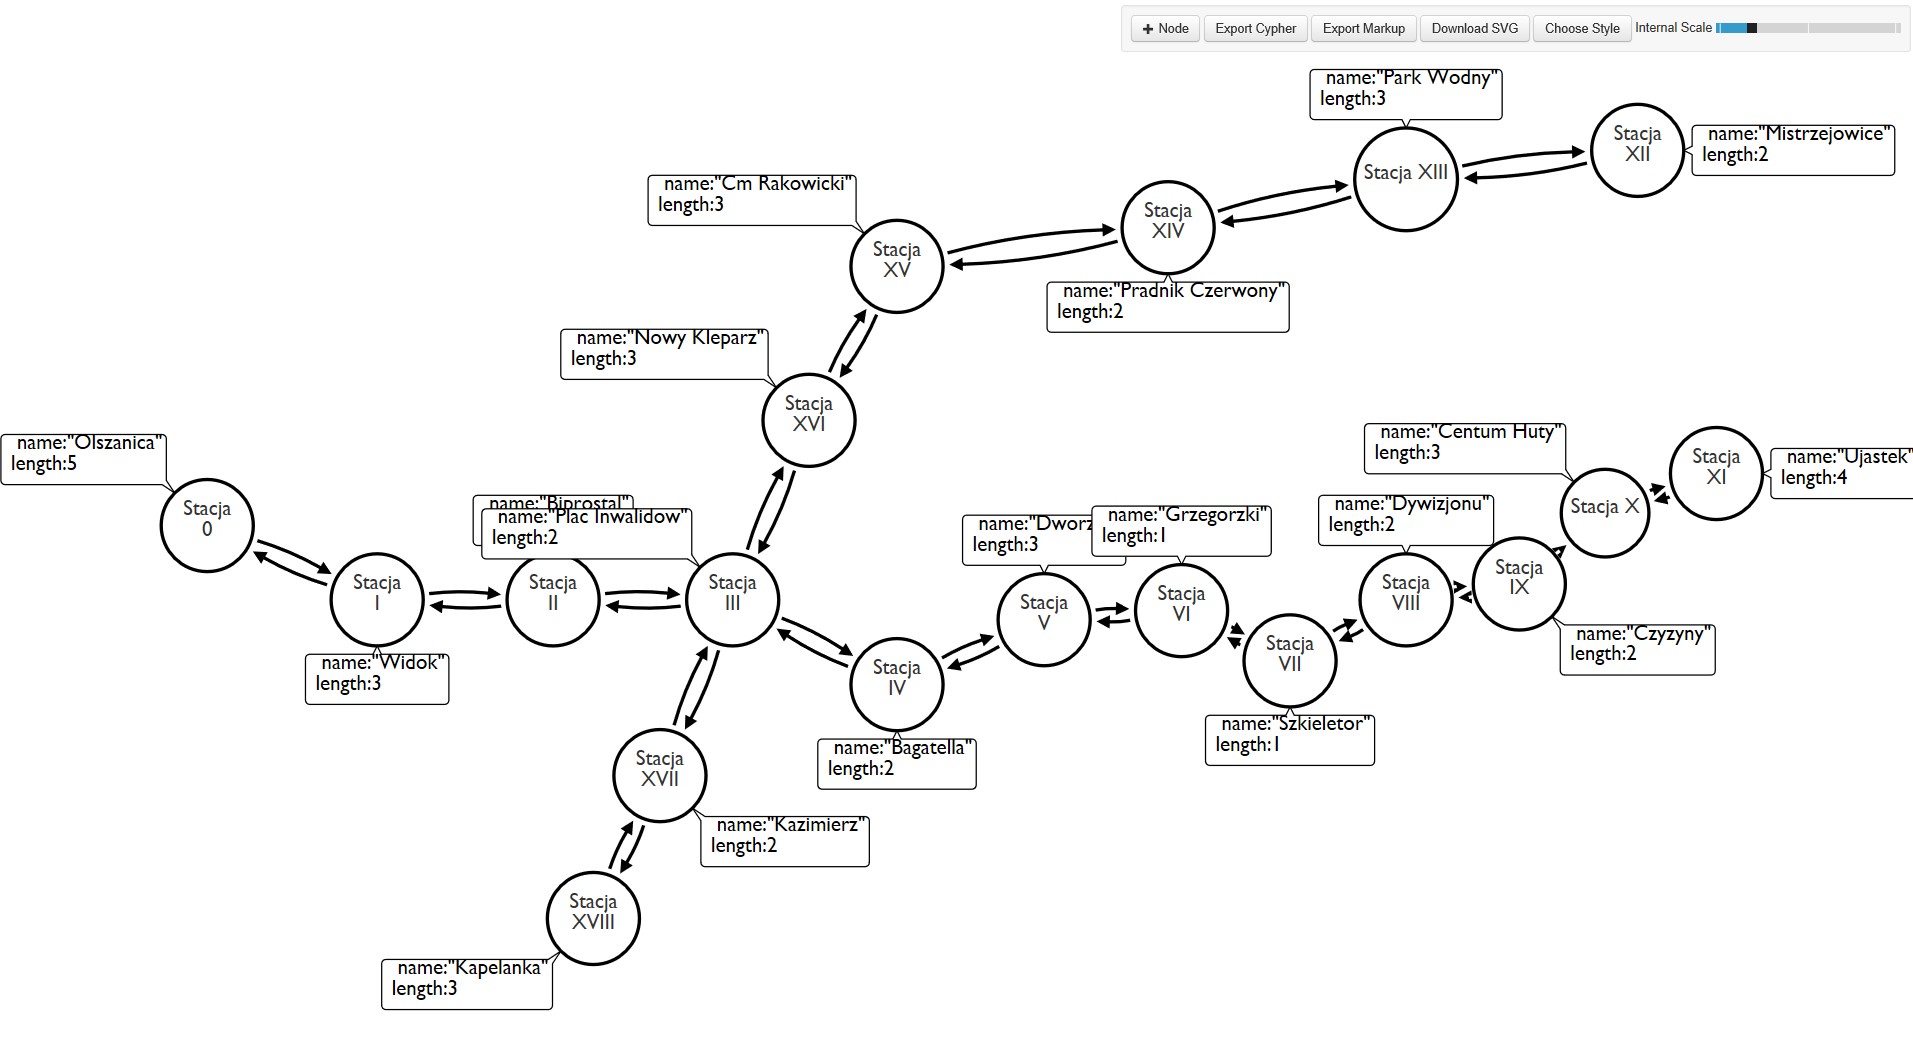 Node
Export Cypher
Export Markup
Download SVG
Choose Style
Internal Scale
name:"Park Wodny"
length:3
Stacja
XII
name:"Mistrzejowice"
length:2
Stacja XIII
name:"Cm Rakowicki"
length:3
Stacja
XIV
name:"Pradnik Czerwony"
length:2
Stacja
XV
name:"Nowy Kleparz"
length:3
Stacja
XVI
name:"Olszanica"
length:5
Stacja
0
name:"Biprostal"
name:"Plac Inwalidow"
length:2
Stacja
I
name:"Widok"
length:3
Stacja
II
Stacja
III
name:"Dworz
length:3
name:"Grzegorzki"
length:1
Stacja
V
Stacja
VI
Stacja
IV
name:"Bagatella"
length:2
Stacja
VII
name:"Szkieletor"
length:1
name:"Dywizjonu"
length:2
Stacja
VIII
name:"Centum Huty"
length:3
Stacja X
Stacja
XI
name:"Ujastek"
length:4
Stacja
IX
name:"Czyzyny"
length:2
Stacja
XVII
name:"Kazimierz"
length:2
Stacja
XVIII
name:"Kapelanka"
length:3